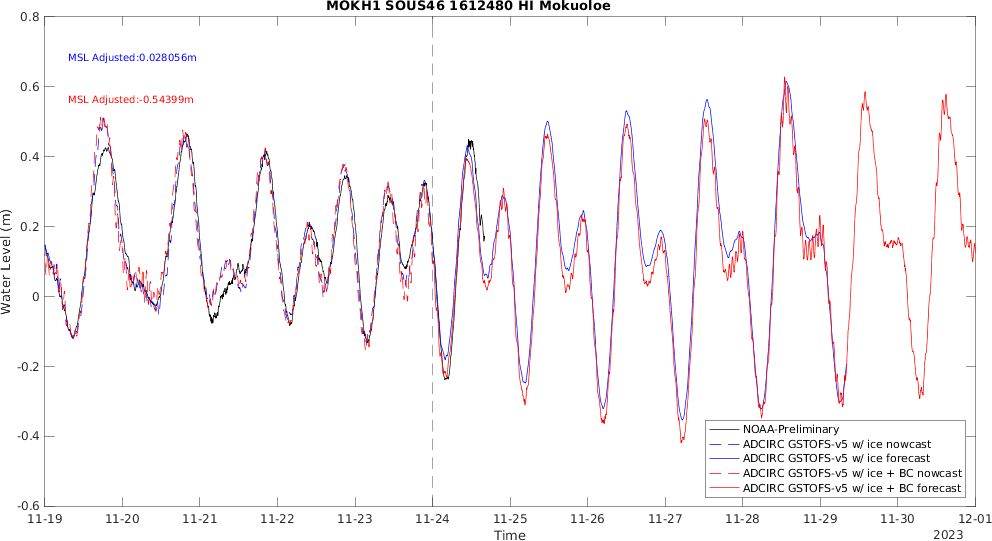 MOKH1 SOUS46 1612480 HI Mokuoloe
0.8
0.6
0.4
0.2
0
-0.2
-0.4
-0.6
Water Level (m)
MSL Adjusted:0.028056m
MSL Adjusted:-0.54399m
NOAA-Preliminary
ADCIRC GSTOFS-v5 w/ ice nowcast
ADCIRC GSTOFS-v5 w/ ice forecast
ADCIRC GSTOFS-v5 w/ ice + BC nowcast
ADCIRC GSTOFS-v5 w/ ice + BC forecast
11-19 11-20 11-21 11-22 11-23 11-24 11-25 11-26 11-27 11-28 11-29 11-30 12-01
Time
2023